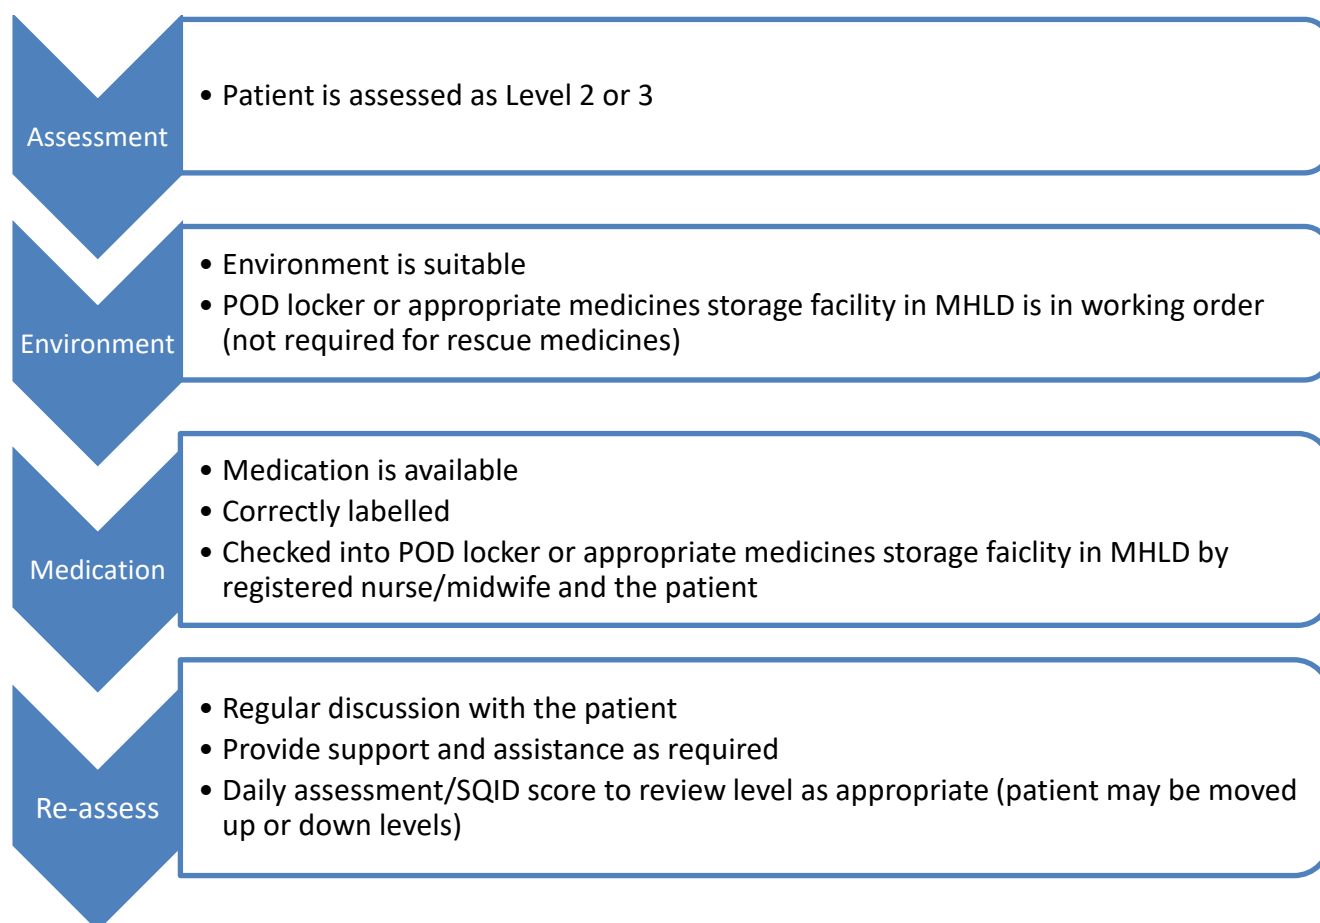 Assessment
• Patient is assessed as Level 2 or 3
Environment
• Environment is suitable
• POD locker or appropriate medicines storage facility in MHLD is in working order
(not required for rescue medicines)
Medication
• Medication is available
• Correctly labelled
• Checked into POD locker or appropriate medicines storage faiclity in MHLD by
registered nurse/midwife and the patient
Re-assess
• Regular discussion with the patient
• Provide support and assistance as required
• Daily assessment/SQID score to review level as appropriate (patient may be moved
up or down levels)